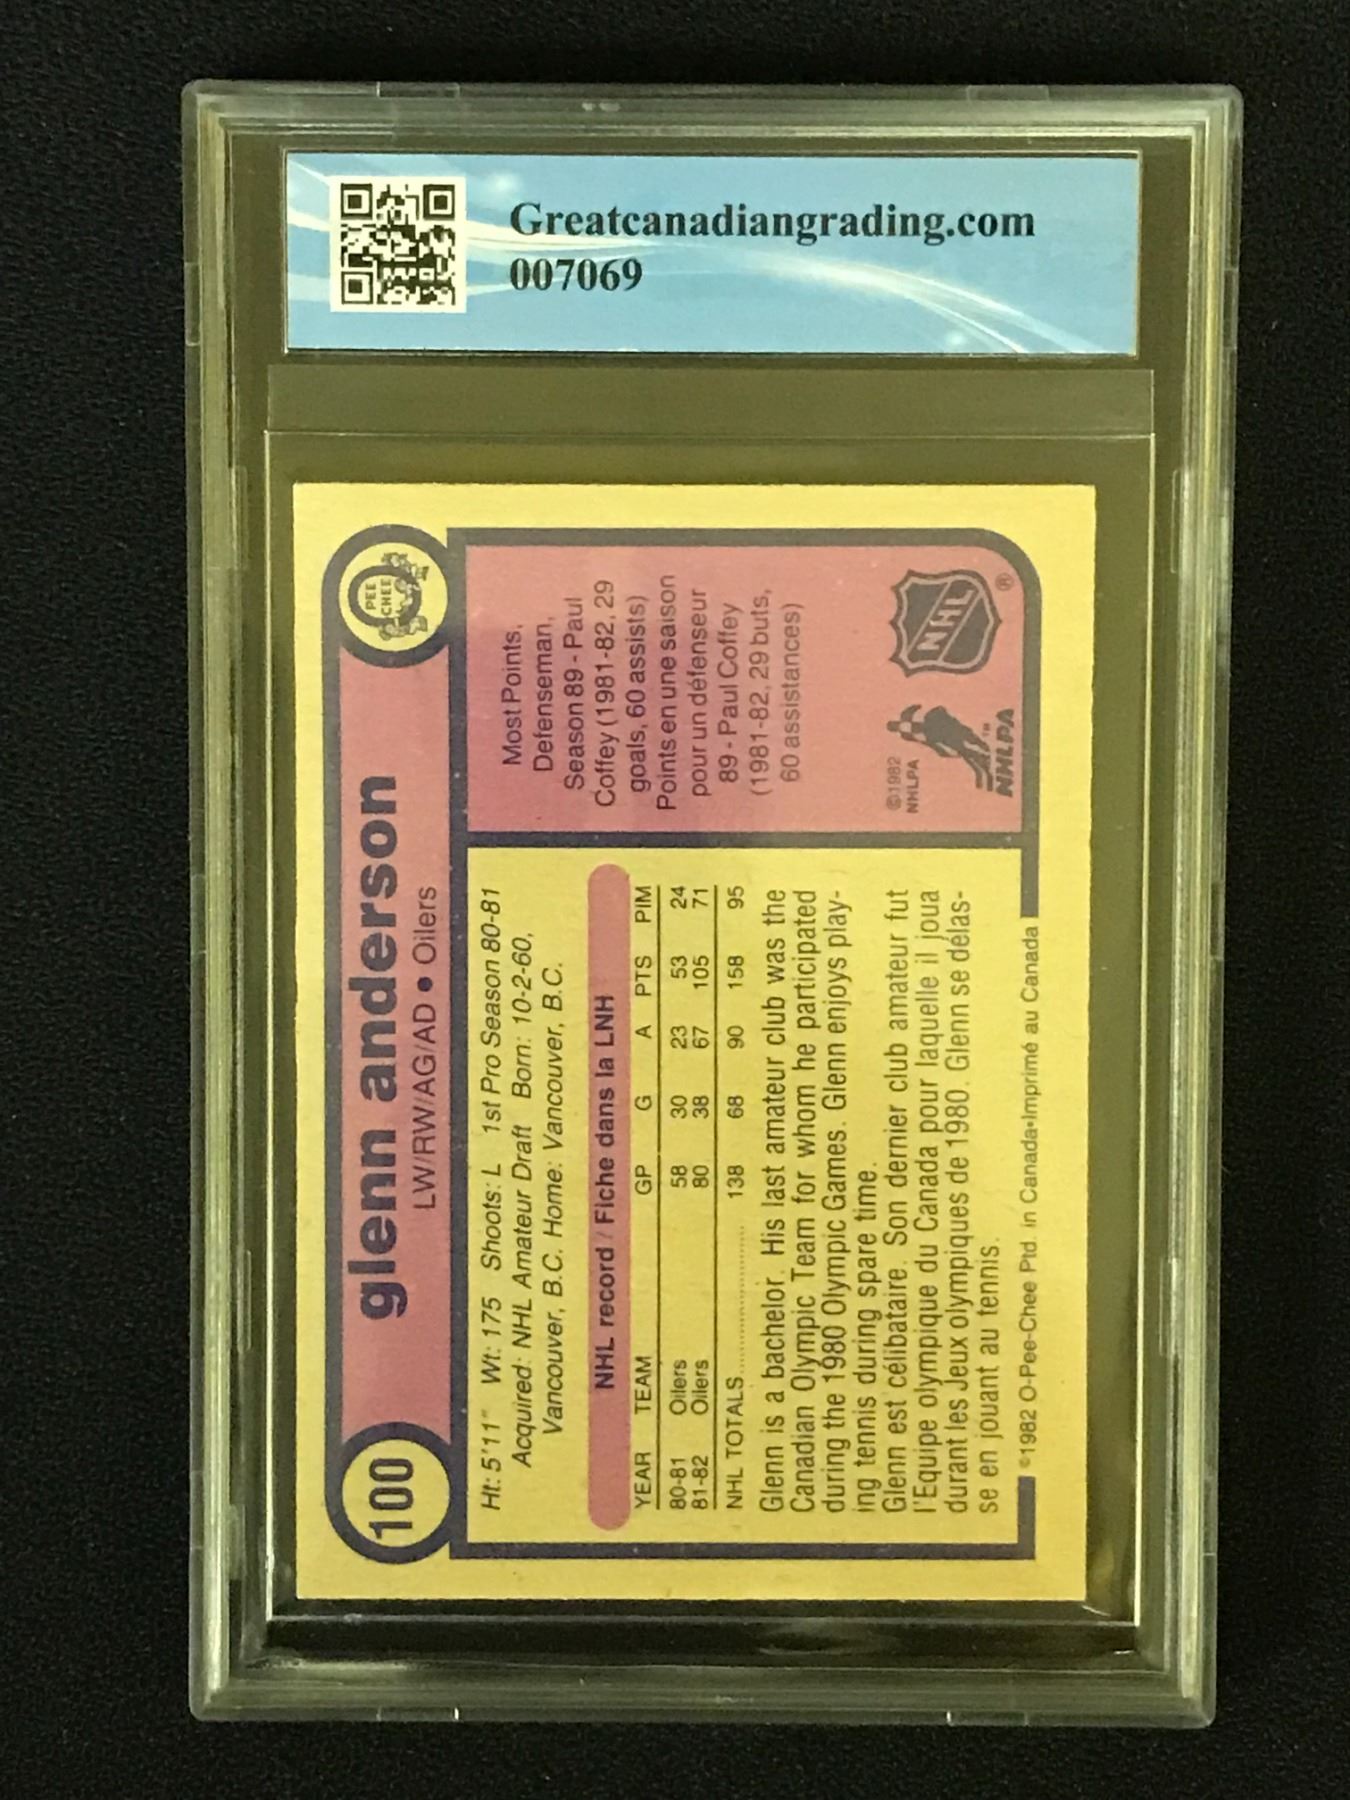 Greatcanadiangrading.com
007069
100
glenn anderson
LW/RW/AG/AD • Oilers
PEE
CHEE
Ht: 5'11" Wt: 175 Shoots: L 1st Pro Season 80-81
Acquired: NHL Amateur Draft Born: 10-2-60,
Vancouver, B.C. Home: Vancouver, B.C.
NHL record / Fiche dans la LNH
YEAR TEAM GP G A PTS PIM
80-81 Oilers 58 30 23 53 24
81-82 Oilers 80 38 67 105 71
NHL TOTALS 138 68 90 158 95
Glenn is a bachelor. His last amateur club was the
Canadian Olympic Team for whom he participated
during the 1980 Olympic Games. Glenn enjoys play-
ing tennis during spare time.
Glenn est célibataire. Son dernier club amateur fut
l'Equipe olympique du Canada pour laquelle il joua
durant les Jeux olympiques de 1980. Glenn se délas-
se en jouant au tennis.
©1982 O-Pee-Chee Ptd. in Canada•Imprimé au Canada
Most Points,
Defenseman,
Season 89 - Paul
Coffey (1981-82, 29
goals, 60 assists)
Points en une saison
pour un défenseur
89 - Paul Coffey
(1981-82, 29 buts,
60 assistances)
©1982
NHLPA
NHLPA™
NHL®